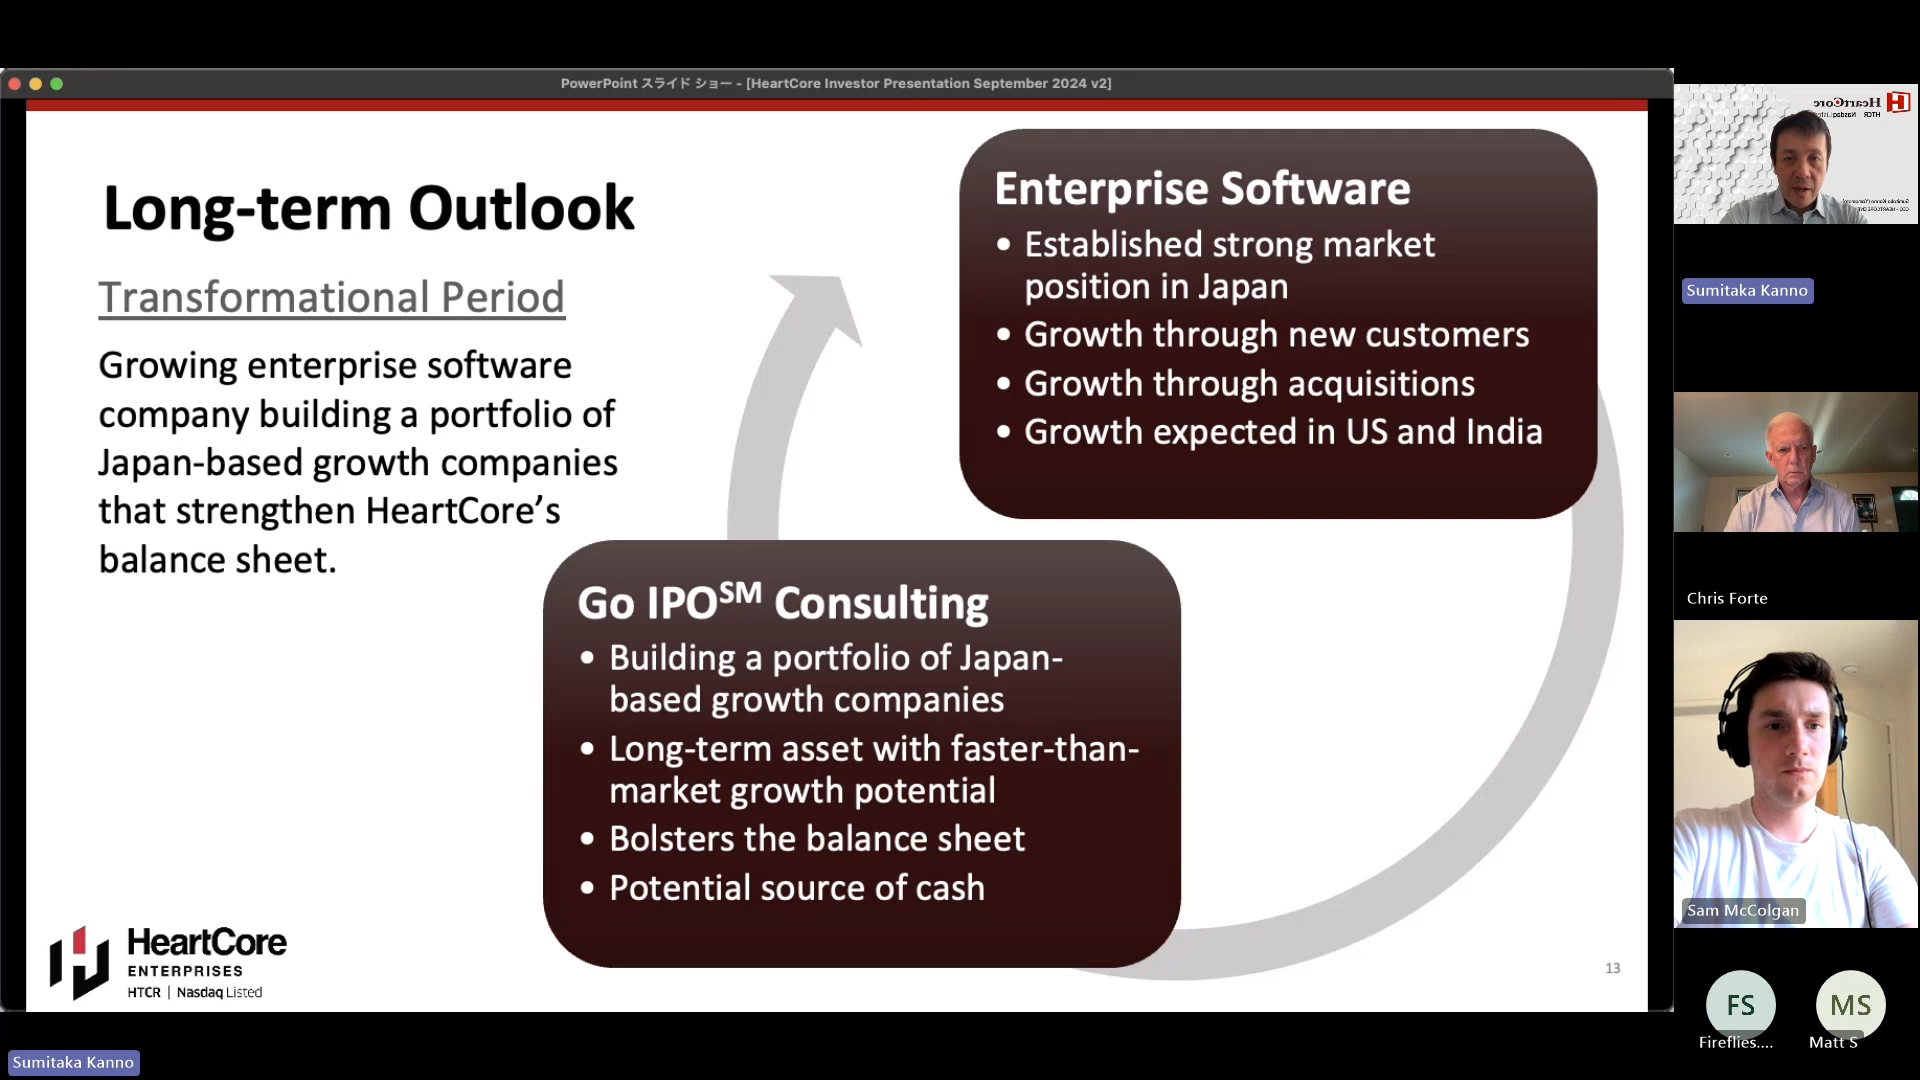 PowerPoint スライド ショー - [HeartCore Investor Presentation September 2024 v2]
Long-term Outlook
Transformational Period
Growing enterprise software
company building a portfolio of
Japan-based growth companies
that strengthen HeartCore’s
balance sheet.
Enterprise Software
• Established strong market
position in Japan
• Growth through new customers
• Growth through acquisitions
• Growth expected in US and India
Go IPOSM Consulting
• Building a portfolio of Japan-
based growth companies
• Long-term asset with faster-than-
market growth potential
• Bolsters the balance sheet
• Potential source of cash
HeartCore
ENTERPRISES
HTCR | Nasdaq Listed
13
Sumitaka Kanno
HeartCore
HTCR Nasdaq
Sumitaka Kanno
Chris Forte
Sam McColgan
FS
Fireflies....
MS
Matt S